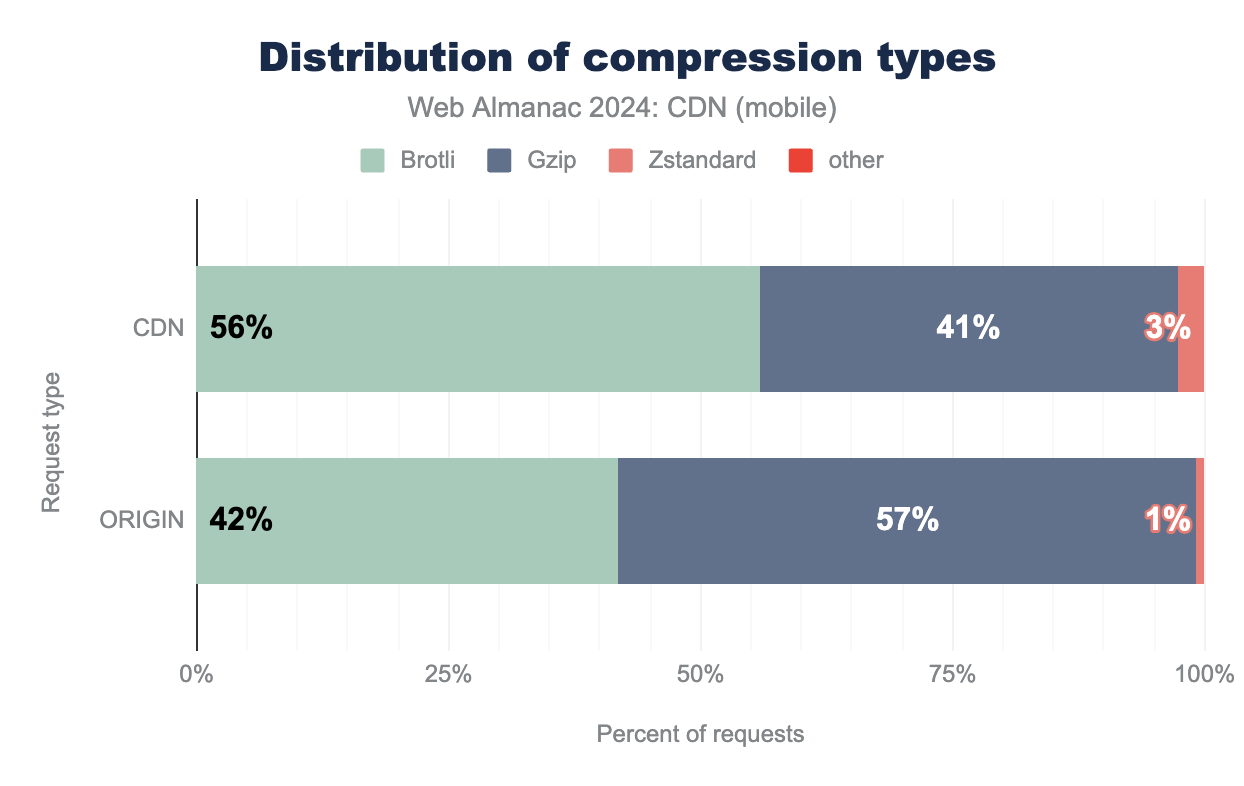 Distribution of compression types
Web Almanac 2024: CDN (mobile)
Brotli Gzip Zstandard other
CDN 56% 41% 3%
Request type
ORIGIN 42% 57% 1%
0% 25% 50% 75% 100%
Percent of requests